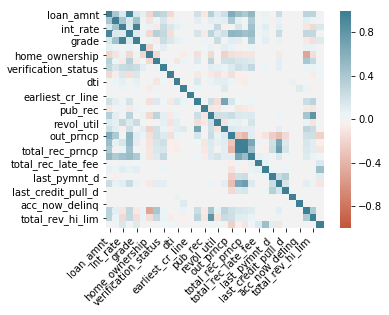 loan_amnt
int_rate
grade
home_ownership
verification_status
dti
earliest_cr_line
pub_rec
revol_util
out_prncp
total_rec_prncp
total_rec_late_fee
last_pymnt_d
last_credit_pull_d
acc_now_delinq
total_rev_hi_lim
loan_amnt
int_rate
grade
home_ownership
verification_status
dti
earliest_cr_line
pub_rec
revol_util
out_prncp
total_rec_prncp
total_rec_late_fee
last_pymnt_d
last_credit_pull_d
acc_now_delinq
total_rev_hi_lim
0.8
0.4
0.0
-0.4
-0.8